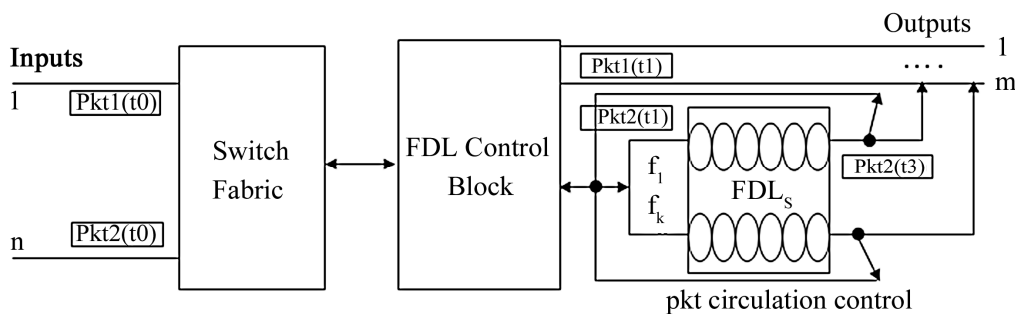 Outputs
Inputs
1
Pkt1(t1)
....
1
Pkt1(t0)
m
Pkt2(t1)
Switch
Fabric
FDL Control
Block
f1
FDLS
Pkt2(t3)
fk
..
n
Pkt2(t0)
pkt circulation control